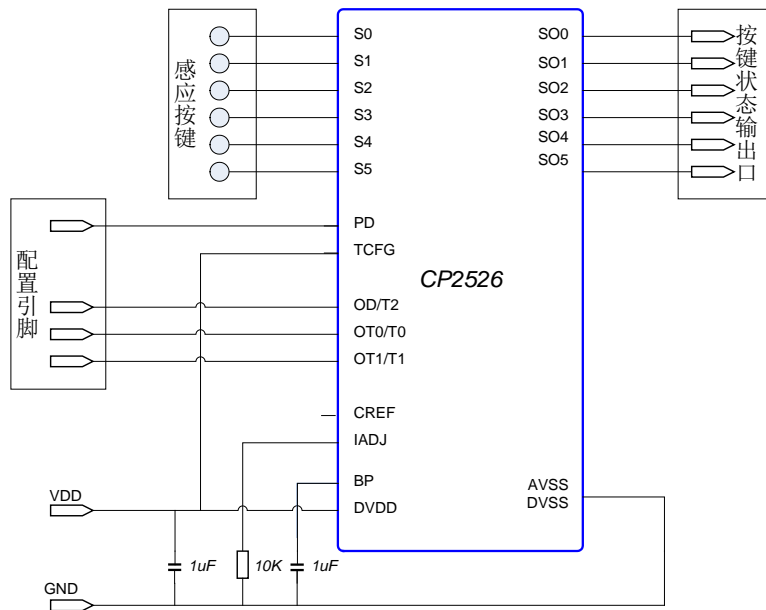 感应按键
S0
S1
S2
S3
S4
S5
SO0
SO1
SO2
SO3
SO4
SO5
按键状态输出口
配置引脚
PD
TCFG
CP2526
OD/T2
OT0/T0
OT1/T1
CREF
IADJ
BP
DVDD
AVSS
DVSS
VDD
1uF
10K
1uF
GND